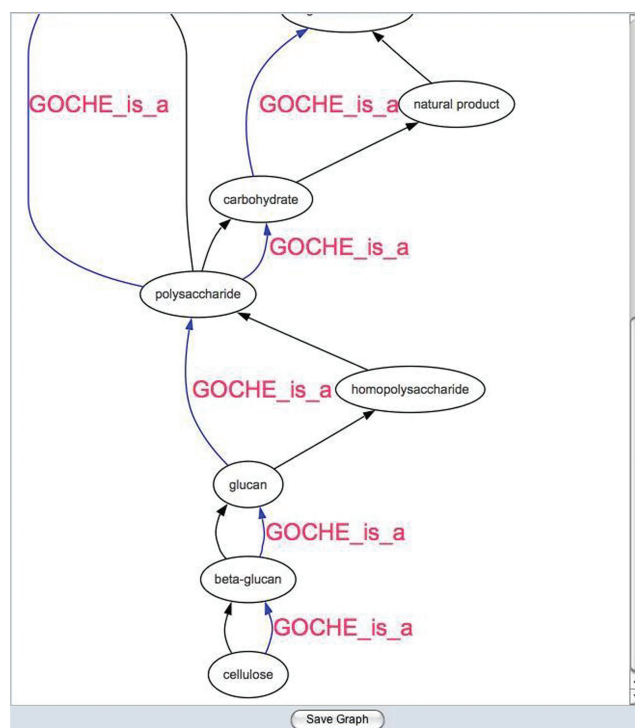 GOCHE_is_a
GOCHE_is_a
natural product
carbohydrate
GOCHE_is_a
polysaccharide
GOCHE_is_a
homopolysaccharide
glucan
GOCHE_is_a
beta-glucan
GOCHE_is_a
cellulose
Save Graph